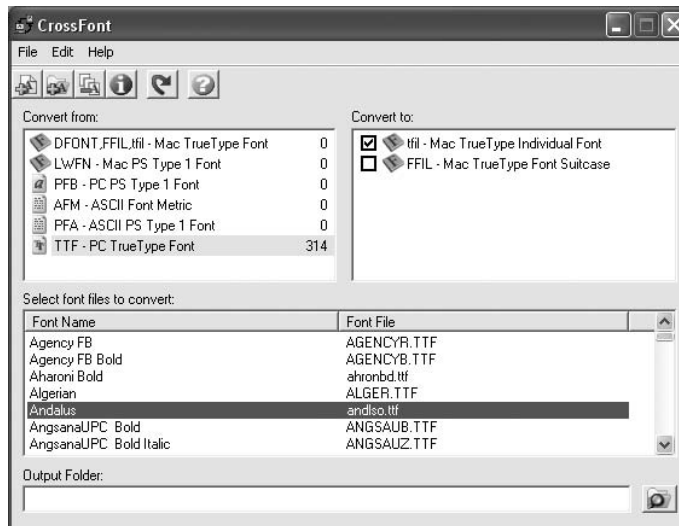 CrossFont
File Edit Help
Convert from:
DFONT,FFIL,tfil - Mac TrueType Font 0
LWFN - Mac PS Type 1 Font 0
PFB - PC PS Type 1 Font 0
AFM - ASCII Font Metric 0
PFA - ASCII PS Type 1 Font 0
TTF - PC TrueType Font 314
Convert to:
tfil - Mac TrueType Individual Font
FFIL - Mac TrueType Font Suitcase
Select font files to convert:
Font Name Font File
Agency FB AGENCYR.TTF
Agency FB Bold AGENCYB.TTF
Aharoni Bold ahronbd.ttf
Algerian ALGER.TTF
Andalus andlso.ttf
AngsanaUPC Bold ANGSAUB.TTF
AngsanaUPC Bold Italic ANGSAUZ.TTF
Output Folder: